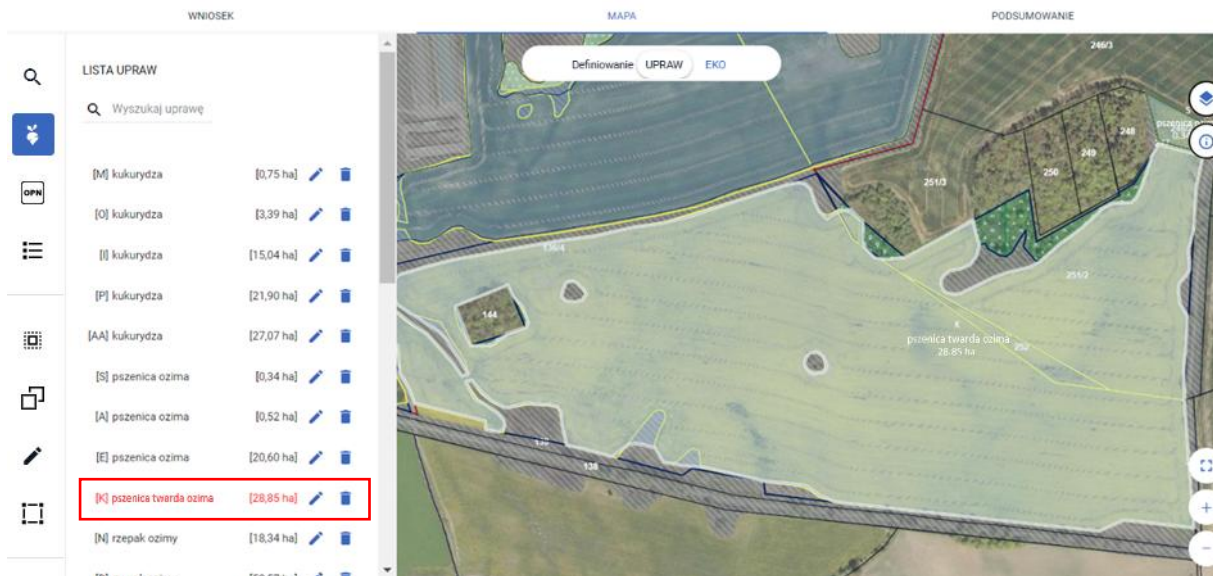 WNIOSEK
MAPA
PODSUMOWANIE
LISTA UPRAW
Wyszukaj uprawę
OPN
[M] kukurydza [0,75 ha]
[O] kukurydza [3,39 ha]
[I] kukurydza [15,04 ha]
[P] kukurydza [21,90 ha]
[AA] kukurydza [27,07 ha]
[S] pszenica ozima [0,34 ha]
[A] pszenica ozima [0,52 ha]
[E] pszenica ozima [20,60 ha]
[K] pszenica twarda ozima [28,85 ha]
[N] rzepak ozimy [18,34 ha]
Definiowanie UPRAW EKO
246/3
248
249
250
251/3
251/2
144
K
pszenica twarda ozima
28.85 ha
138